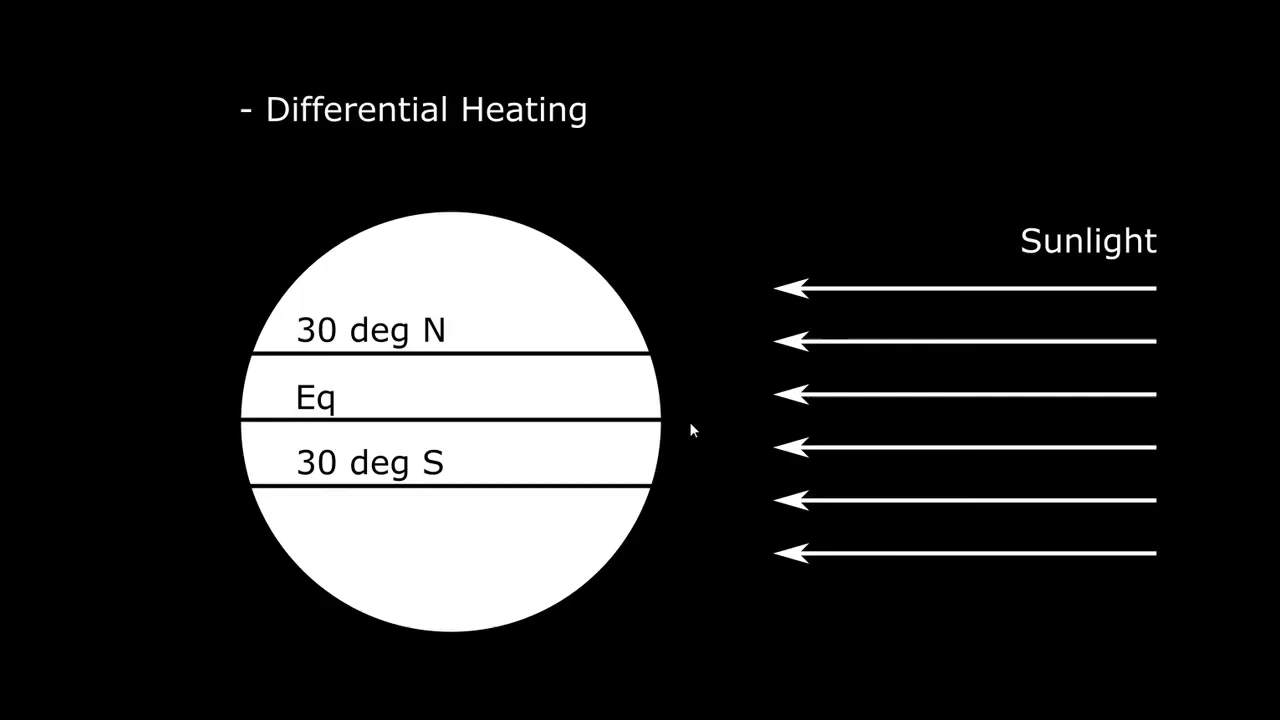 - Differential Heating
Sunlight
30 deg N
Eq
30 deg S